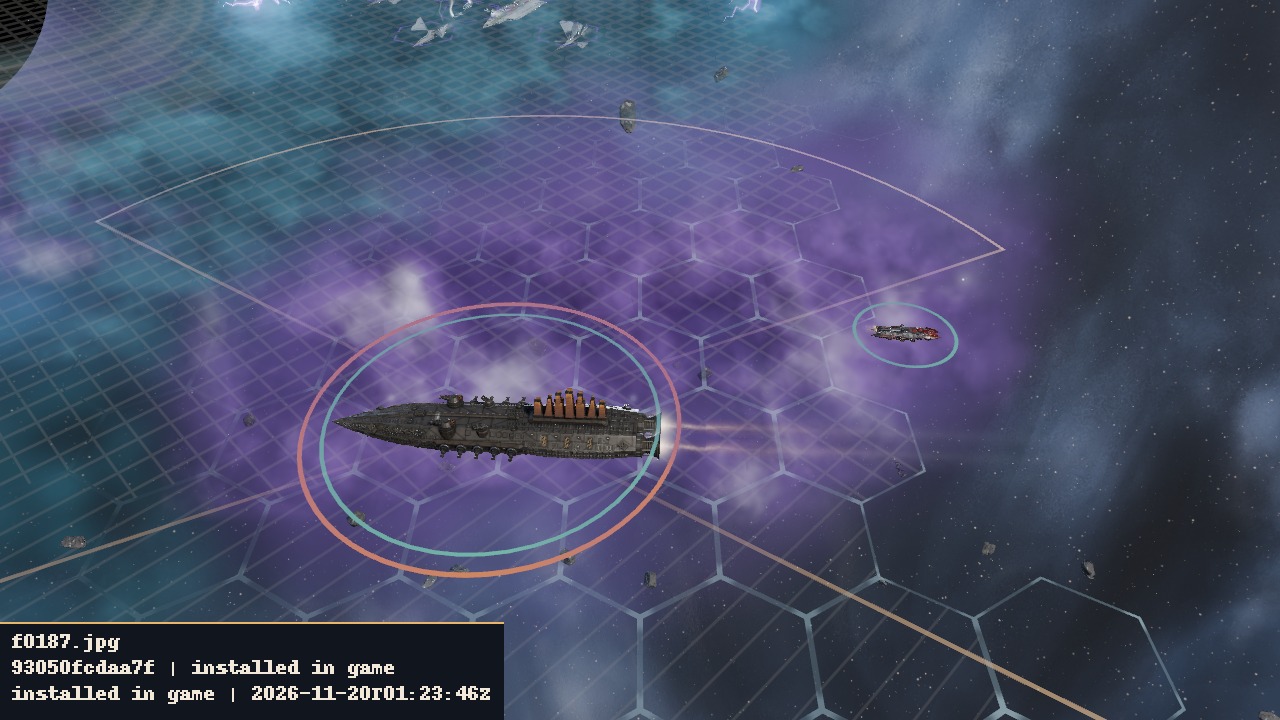 f0187.jpg
93050fcdaa7f | installed in game
installed in game | 2026-11-20T01:23:46Z